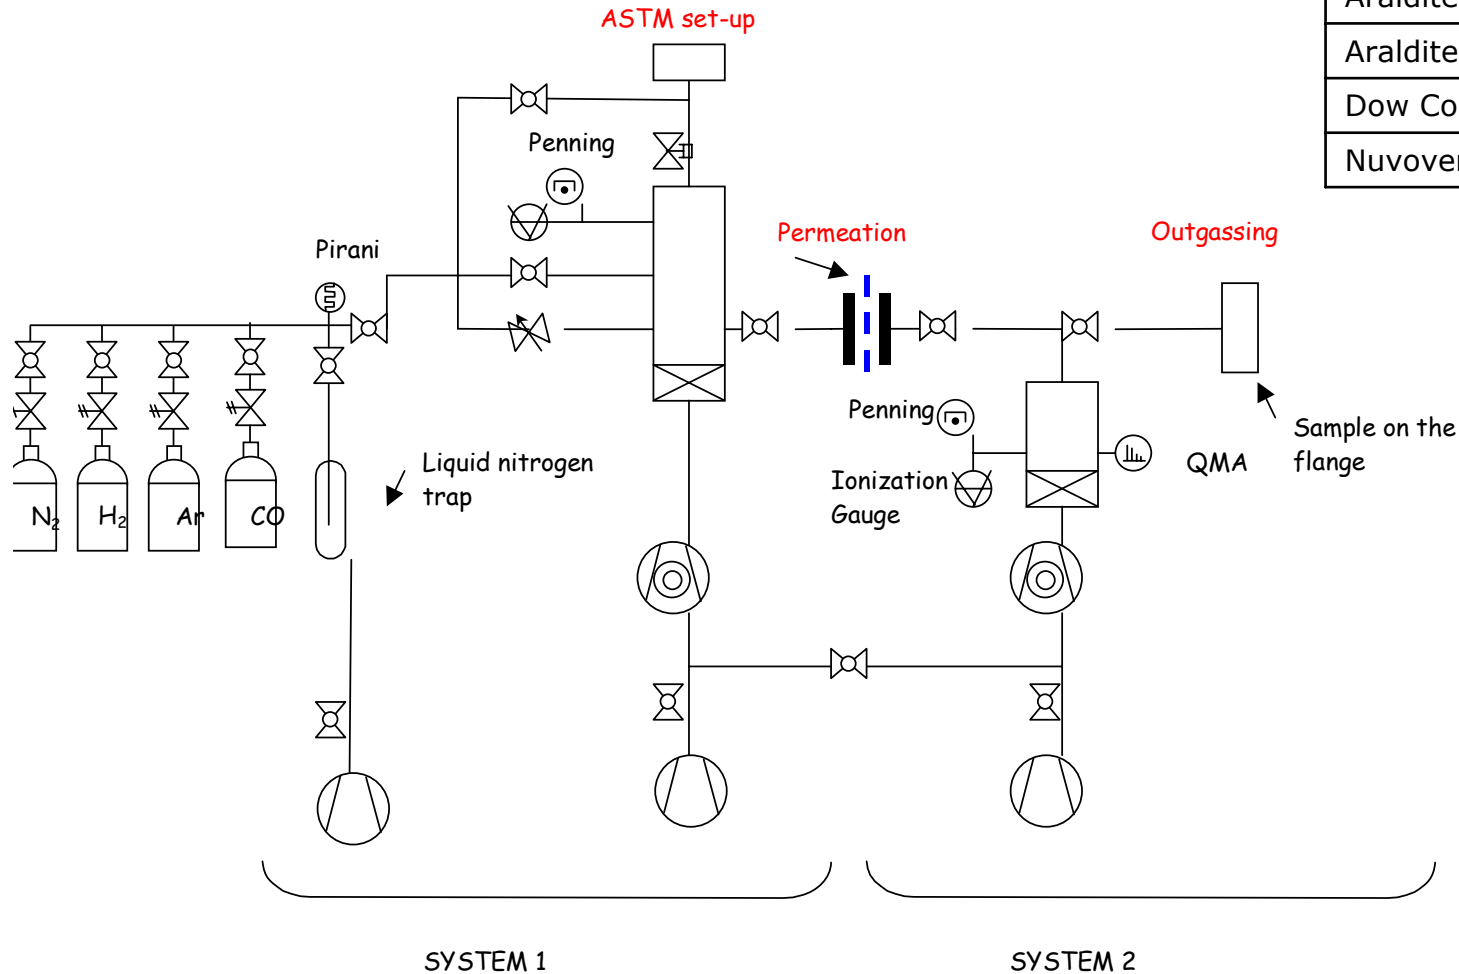 ASTM set-up
Araldite
Dow Co
Penning
Permeation
Outgassing
Pirani
Penning
QMA
Sample on the
flange
Liquid nitrogen
trap
Ionization
Gauge
N₂
H₂
Ar
CO
SYSTEM 1
SYSTEM 2